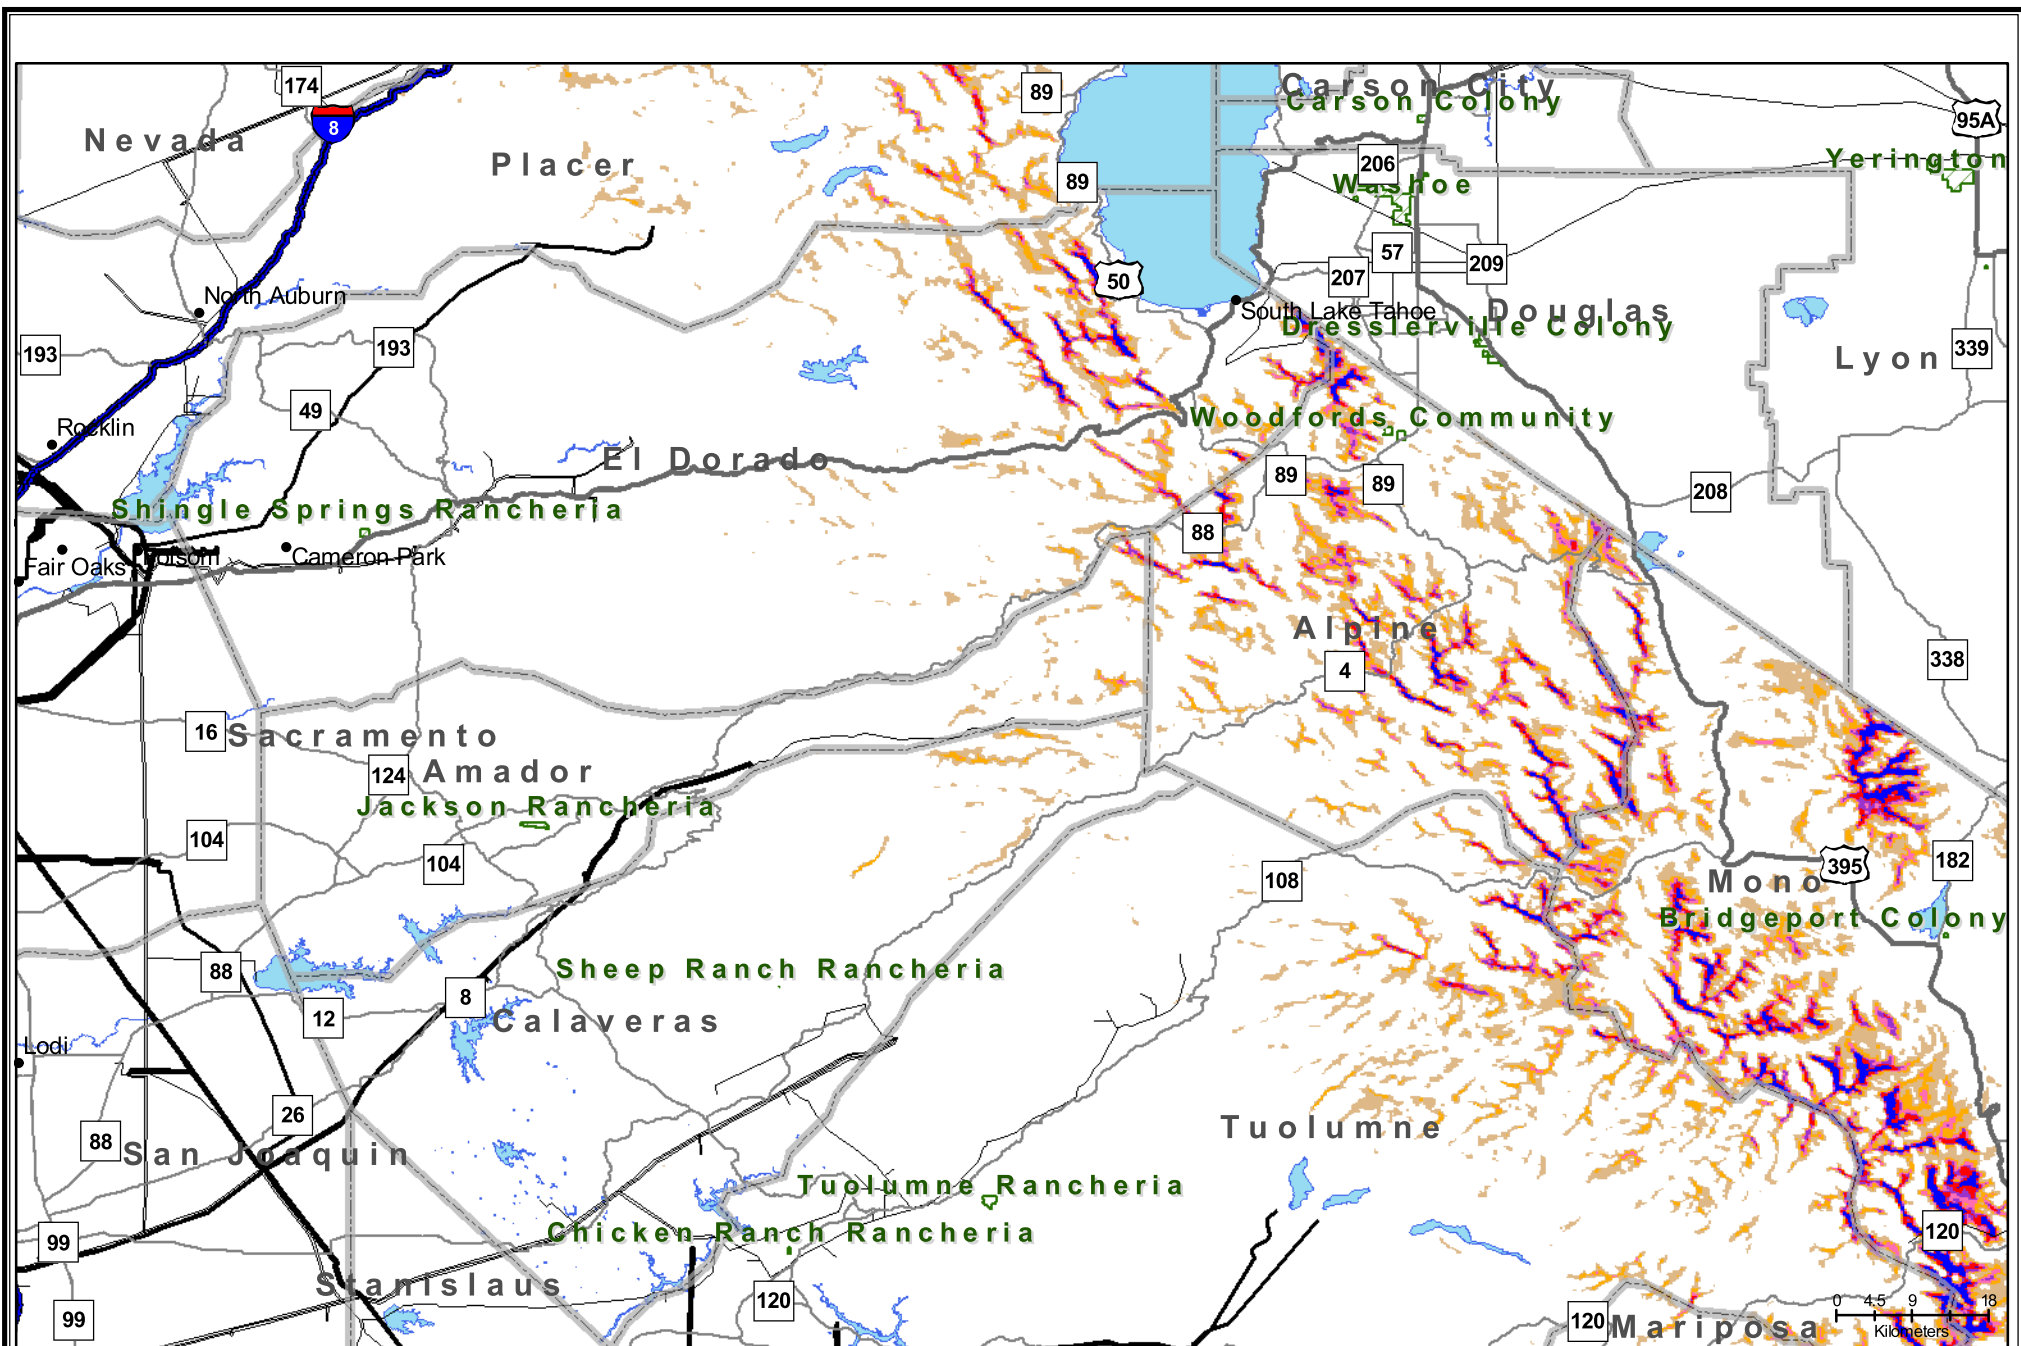 174
89
Carson City
Carson Colony
95A
8
Nevada
Placer
206
Yerington
89
Washoe
57
50
207
209
North Auburn
South Lake Tahoe
Douglas
Dresslerville Colony
193
193
339
Lyon
49
Rocklin
Woodfords Community
El Dorado
89
89
208
Shingle Springs Rancheria
88
Folsom
Cameron Park
Fair Oaks
Alpine
4
338
16
Sacramento
124
Amador
Jackson Rancheria
104
104
395
182
108
Mono
Bridgeport Colony
88
Sheep Ranch Rancheria
8
12
Calaveras
Lodi
26
88
San Joaquin
Tuolumne
Tuolumne Rancheria
99
Chicken Ranch Rancheria
120
Stanislaus
120
0 4.5 9 18
Kilometers
99
120
Mariposa